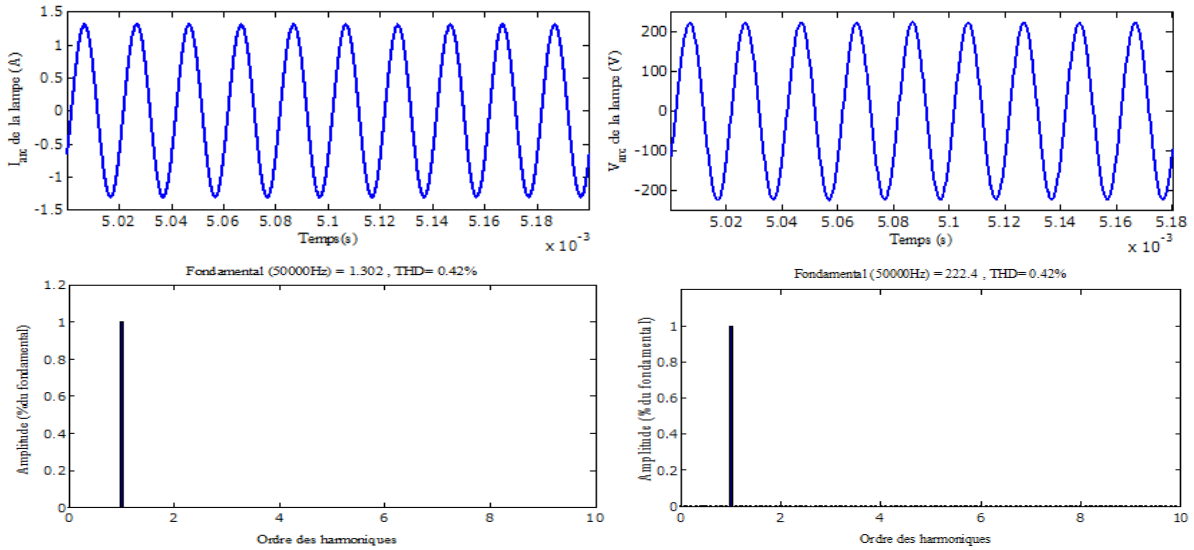 1.5
1
0.5
0
-0.5
-1
-1.5
I_arc de la lampe (A)
5.02 5.04 5.06 5.08 5.1 5.12 5.14 5.16 5.18
Temps(s)
x 10^-3
200
100
0
-100
-200
V_arc de la lampe (V)
5.02 5.04 5.06 5.08 5.1 5.12 5.14 5.16 5.18
Temps (s)
x 10^-3
Fondamental (50000Hz) = 1.302 , THD= 0.42%
1.2
1
0.8
0.6
0.4
0.2
0
Amplitude (%du fondamental)
0 2 4 6 8 10
Ordre des harmoniques
Fondamental (50000Hz) = 222.4 , THD= 0.42%
1
0.8
0.6
0.4
0.2
0
Amplitude (% du fondamental)
0 2 4 6 8 10
Ordre des harmoniques